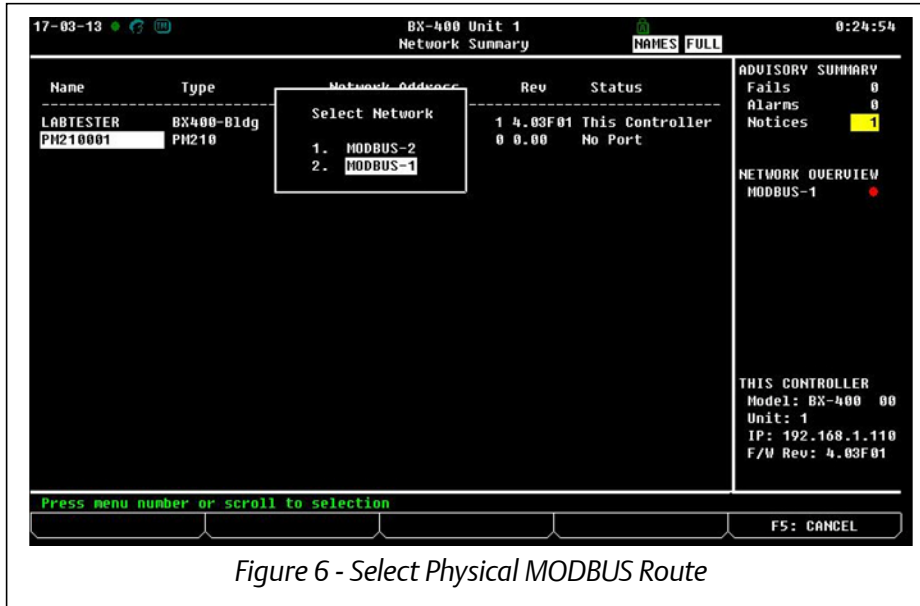 17-03-13 BX-400 Unit 1 0:24:54
Network Summary NAMES FULL
Name Type Network Address Rev Status
LABTESTER BX400-Bldg 1 4.03F01 This Controller
PM210001 PM210 0 0.00 No Port
Select Network
1. MODBUS-2
2. MODBUS-1
ADVISORY SUMMARY
Fails 0
Alarms 0
Notices 1
NETWORK OVERVIEW
MODBUS-1
THIS CONTROLLER
Model: BX-400 00
Unit: 1
IP: 192.168.1.110
F/W Rev: 4.03F01
Press menu number or scroll to selection
F5: CANCEL
Figure 6 - Select Physical MODBUS Route